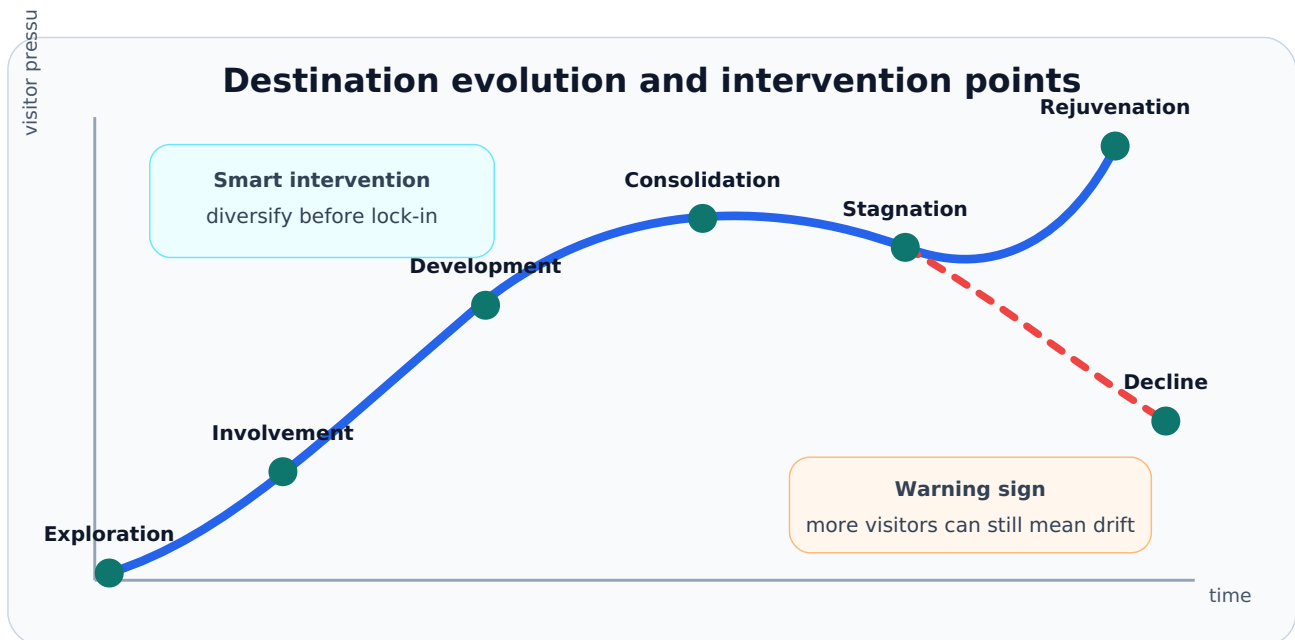 visitor pressu
Destination evolution and intervention points
Rejuvenation
Smart intervention
diversify before lock-in
Consolidation
Stagnation
Development
Decline
Involvement
Warning sign
more visitors can still mean drift
Exploration
time